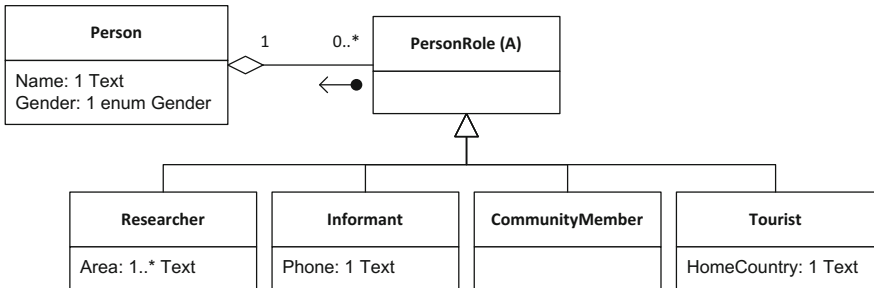 Person
Name: 1 Text
Gender: 1 enum Gender
1
0..*
PersonRole (A)
Researcher
Area: 1..* Text
Informant
Phone: 1 Text
CommunityMember
Tourist
HomeCountry: 1 Text